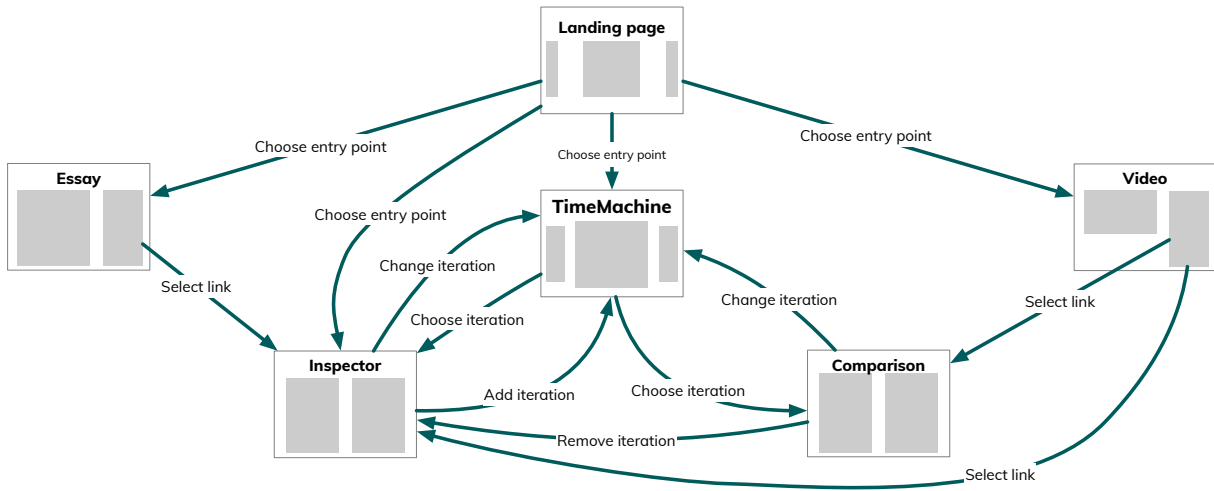 Landing page
Choose entry point
Choose entry point
Choose entry point
Essay
Video
TimeMachine
Choose entry point
Change iteration
Select link
Change iteration
Select link
Choose iteration
Inspector
Comparison
Add iteration
Choose iteration
Remove iteration
Select link